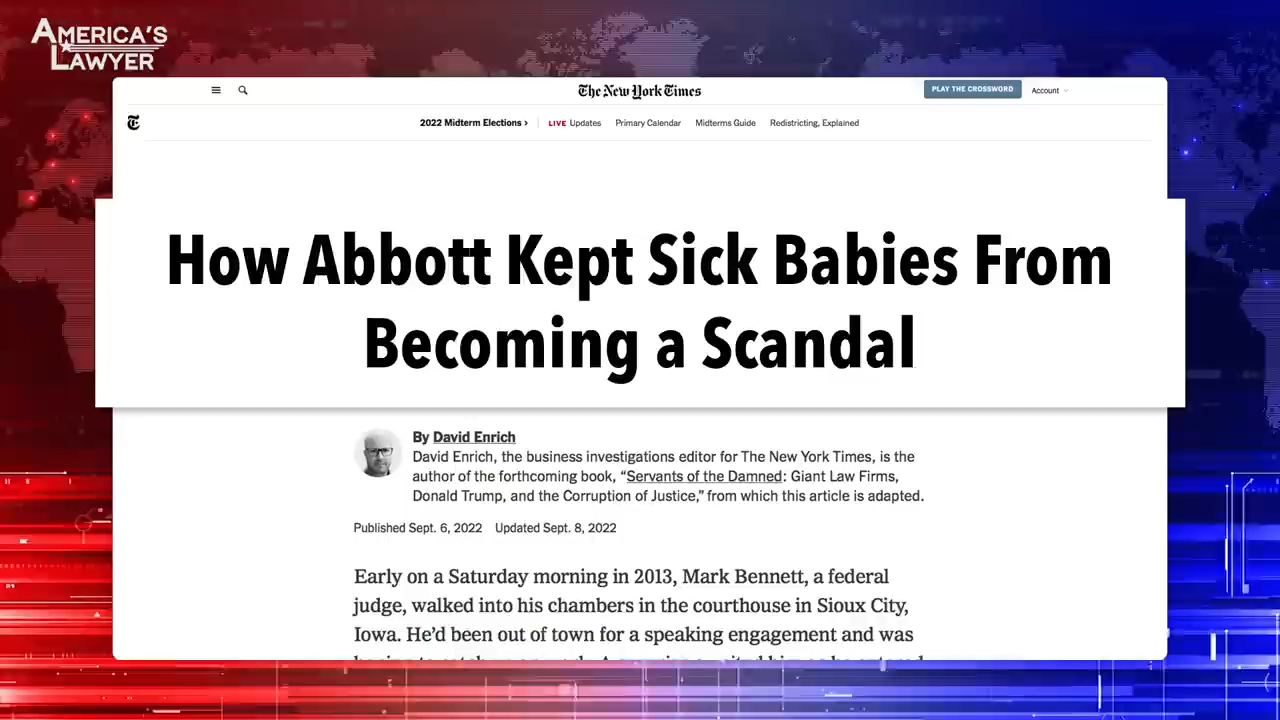 AMERICA'S
LAWYER
The New York Times
PLAY THE CROSSWORD
Account
T
2022 Midterm Elections ›
LIVE Updates
Primary Calendar
Midterms Guide
Redistricting, Explained
How Abbott Kept Sick Babies From
Becoming a Scandal
By David Enrich
David Enrich, the business investigations editor for The New York Times, is the
author of the forthcoming book, “Servants of the Damned: Giant Law Firms,
Donald Trump, and the Corruption of Justice,” from which this article is adapted.
Published Sept. 6, 2022 Updated Sept. 8, 2022
Early on a Saturday morning in 2013, Mark Bennett, a federal
judge, walked into his chambers in the courthouse in Sioux City,
Iowa. He’d been out of town for a speaking engagement and was